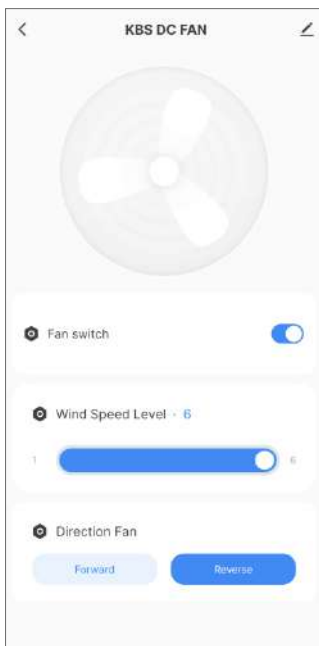 KBS DC FAN
Fan switch
Wind Speed Level · 6
1 6
Direction Fan
Forward Reverse